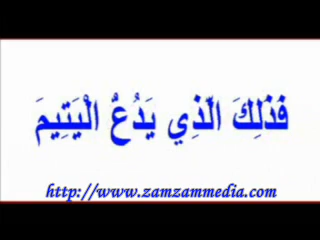 فَذَلِكَ الَّذِي يَدُعُّ الْيَتِيمَ
http://www.zamzammedia.com